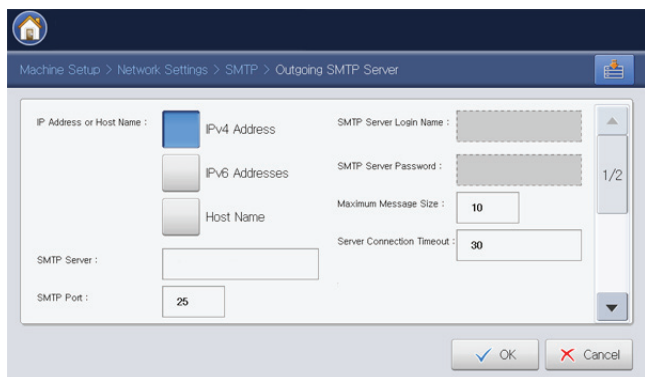 Machine Setup > Network Settings > SMTP > Outgoing SMTP Server
IP Address or Host Name :
IPv4 Address
IPv6 Addresses
Host Name
SMTP Server :
SMTP Port :
25
SMTP Server Login Name :
SMTP Server Password :
Maximum Message Size :
10
Server Connection Timeout :
30
1/2
OK
Cancel